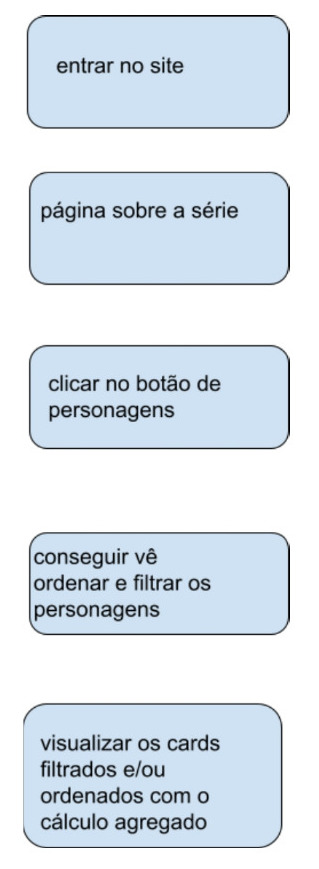 entrar no site
página sobre a série
clicar no botão de
personagens
conseguir vê
ordenar e filtrar os
personagens
visualizar os cards
filtrados e/ou
ordenados com o
cálculo agregado